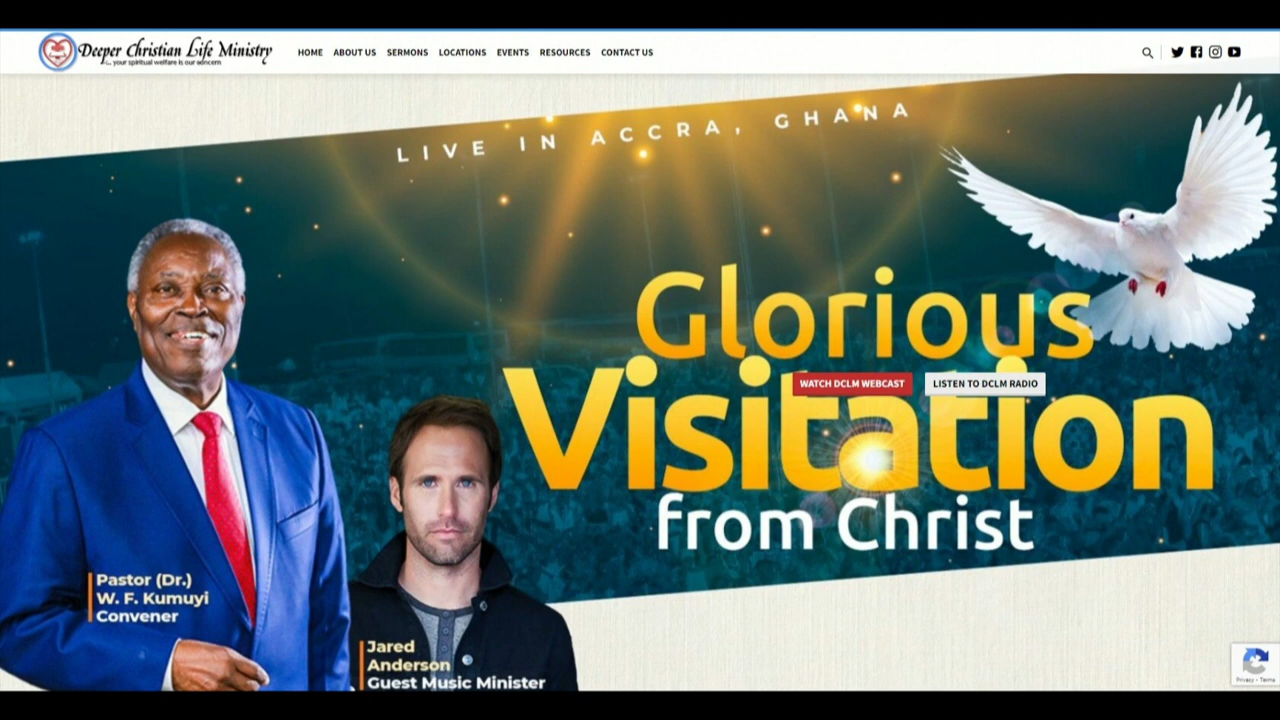 Deeper Christian Life Ministry
... your spiritual welfare is our concern
HOME ABOUT US SERMONS LOCATIONS EVENTS RESOURCES CONTACT US
LIVE IN ACCRA, GHANA
Glorious
Visitation
WATCH DCLM WEBCAST LISTEN TO DCLM RADIO
from Christ
Pastor (Dr.)
W. F. Kumuyi
Convener
Jared
Anderson
Guest Music Minister
Privacy - Terms